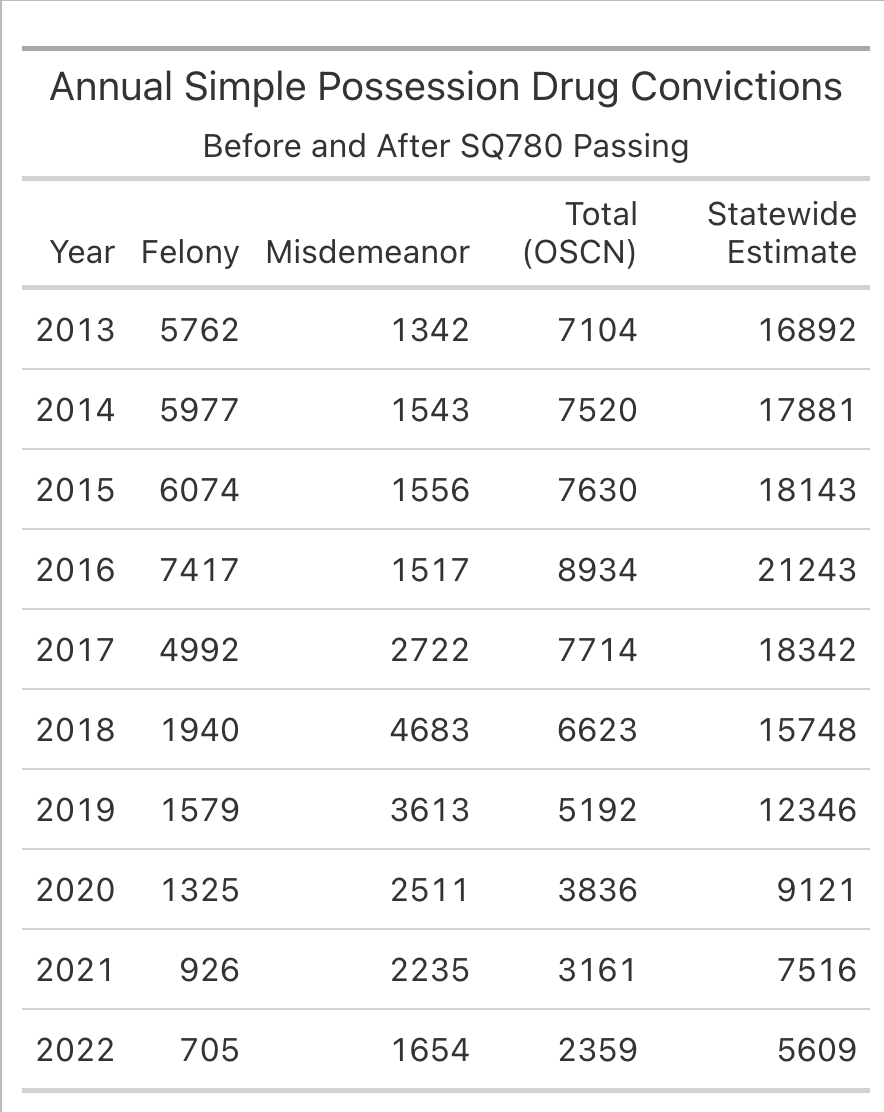 Annual Simple Possession Drug Convictions
Before and After SQ780 Passing
Year Felony Misdemeanor Total (OSCN) Statewide Estimate
2013 5762 1342 7104 16892
2014 5977 1543 7520 17881
2015 6074 1556 7630 18143
2016 7417 1517 8934 21243
2017 4992 2722 7714 18342
2018 1940 4683 6623 15748
2019 1579 3613 5192 12346
2020 1325 2511 3836 9121
2021 926 2235 3161 7516
2022 705 1654 2359 5609